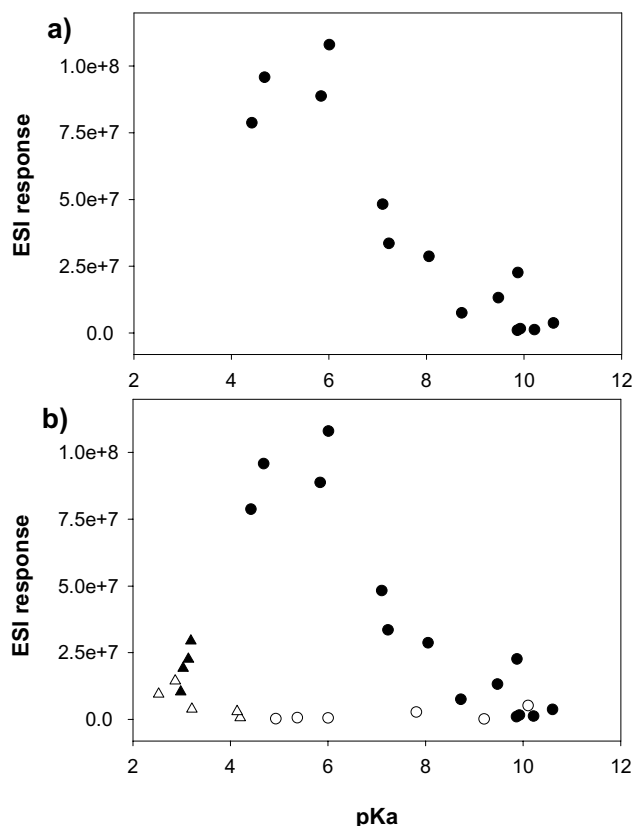 a)
ESI response
1.0e+8
7.5e+7
5.0e+7
2.5e+7
0.0
2 4 6 8 10 12
b)
ESI response
1.0e+8
7.5e+7
5.0e+7
2.5e+7
0.0
2 4 6 8 10 12
pKa